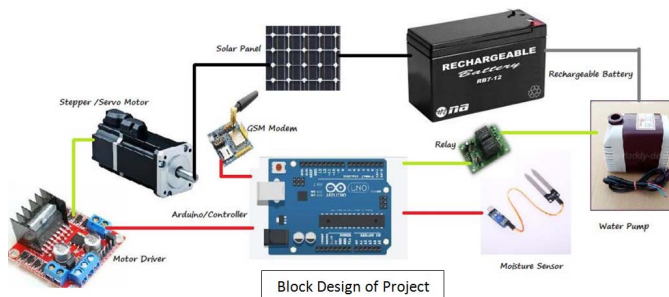 Solar Panel
RECHARGEABLE
Battery
RB7-12
na
Rechargeable Battery
Stepper /Servo Motor
GSM Modem
Relay
ARDUINO
UNO
Arduino/Controller
Water Pump
Motor Driver
Moisture Sensor
Block Design of Project